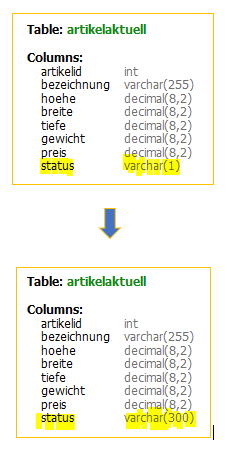 Table: artikelaktuell
Columns:
artikelid int
bezeichnung varchar(255)
hoehe decimal(8,2)
breite decimal(8,2)
tiefe decimal(8,2)
gewicht decimal(8,2)
preis decimal(8,2)
status varchar(1)
Table: artikelaktuell
Columns:
artikelid int
bezeichnung varchar(255)
hoehe decimal(8,2)
breite decimal(8,2)
tiefe decimal(8,2)
gewicht decimal(8,2)
preis decimal(8,2)
status varchar(300)